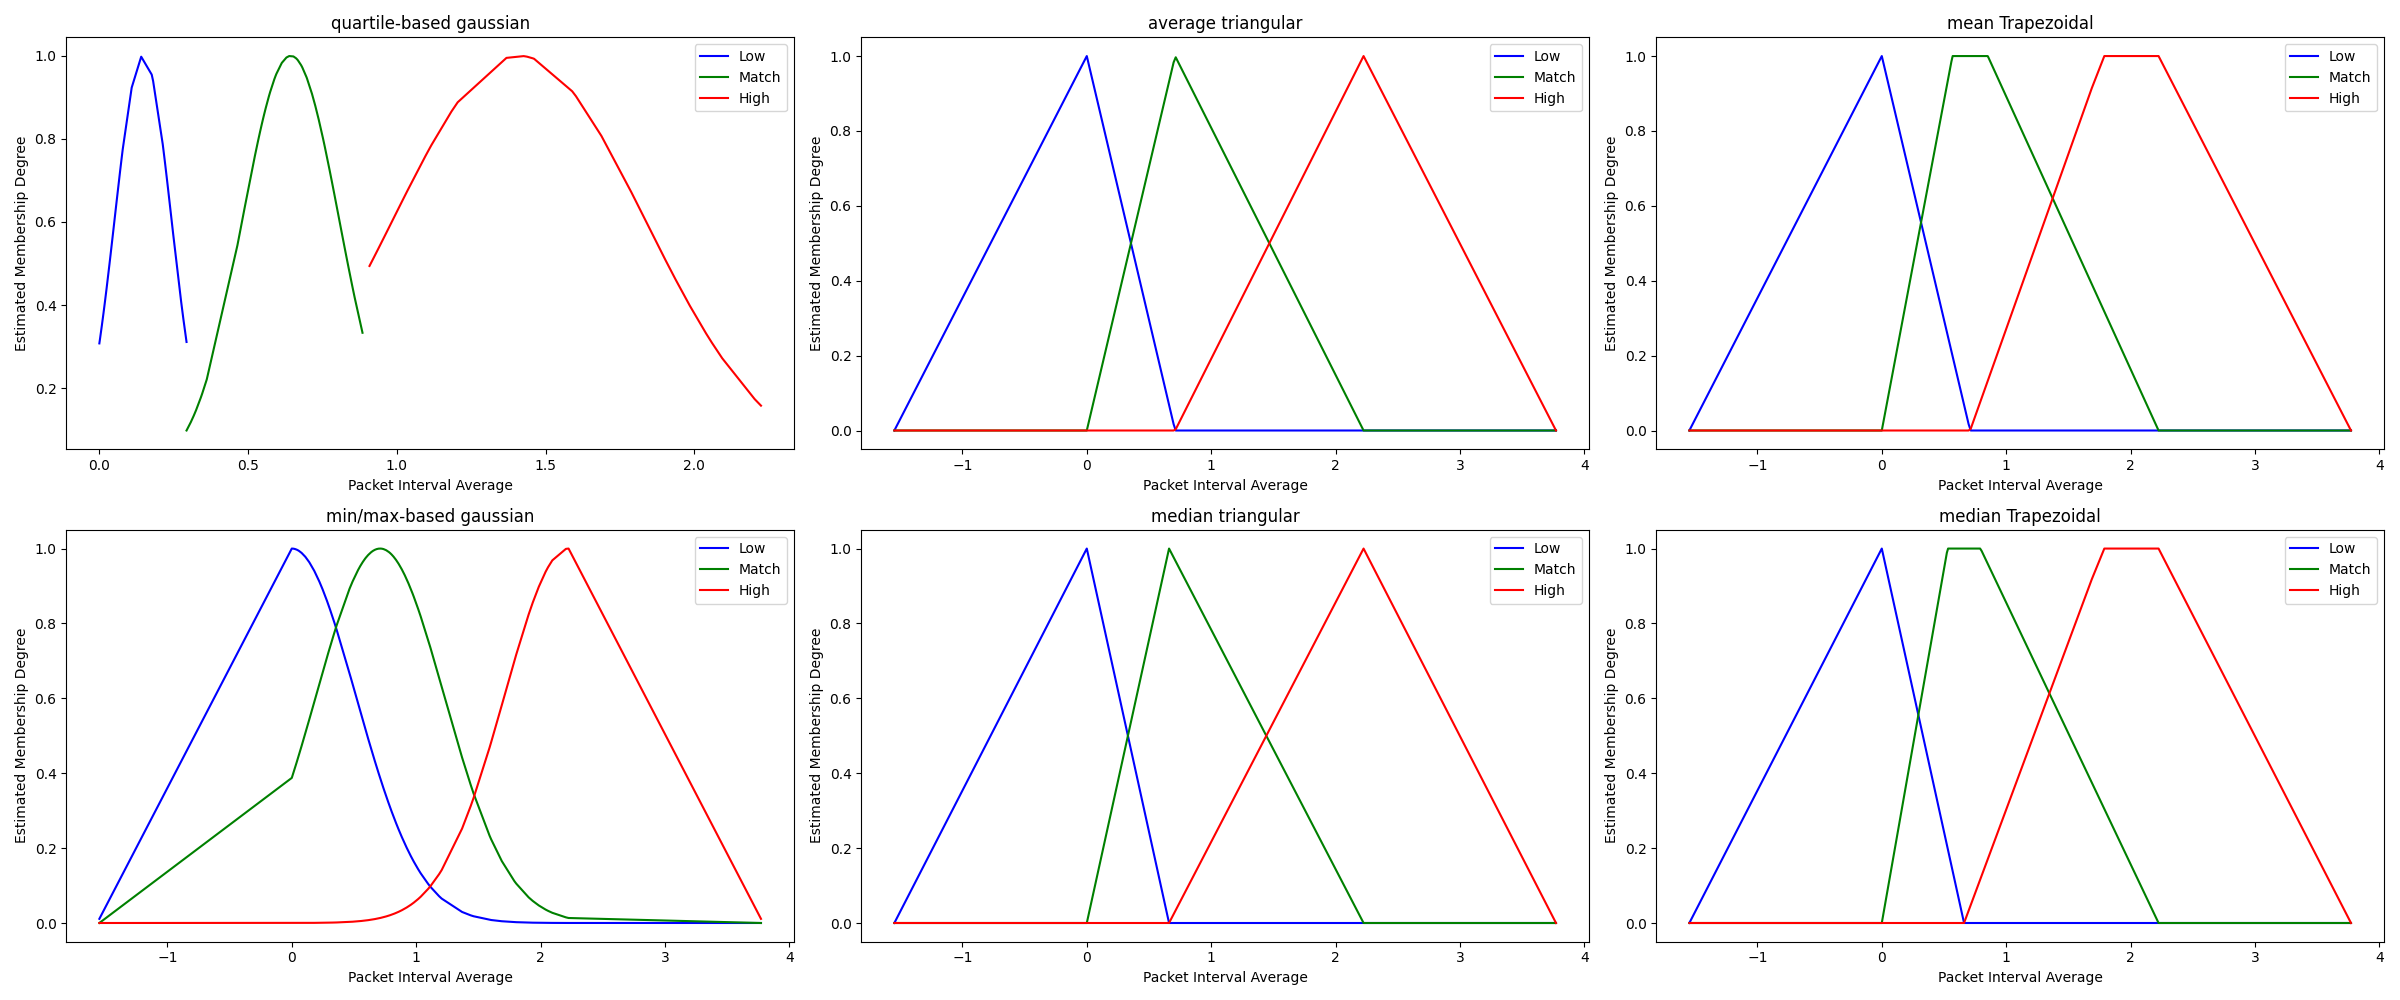 quartile-based gaussian
Estimated Membership Degree
1.0
0.8
0.6
0.4
0.2
Low
Match
High
0.0 0.5 1.0 1.5 2.0
Packet Interval Average
average triangular
Estimated Membership Degree
1.0
0.8
0.6
0.4
0.2
0.0
Low
Match
High
−1 0 1 2 3 4
Packet Interval Average
mean Trapezoidal
Estimated Membership Degree
1.0
0.8
0.6
0.4
0.2
0.0
Low
Match
High
−1 0 1 2 3 4
Packet Interval Average
min/max-based gaussian
Estimated Membership Degree
1.0
0.8
0.6
0.4
0.2
0.0
Low
Match
High
−1 0 1 2 3 4
Packet Interval Average
median triangular
Estimated Membership Degree
1.0
0.8
0.6
0.4
0.2
0.0
Low
Match
High
−1 0 1 2 3 4
Packet Interval Average
median Trapezoidal
Estimated Membership Degree
1.0
0.8
0.6
0.4
0.2
0.0
Low
Match
High
−1 0 1 2 3 4
Packet Interval Average